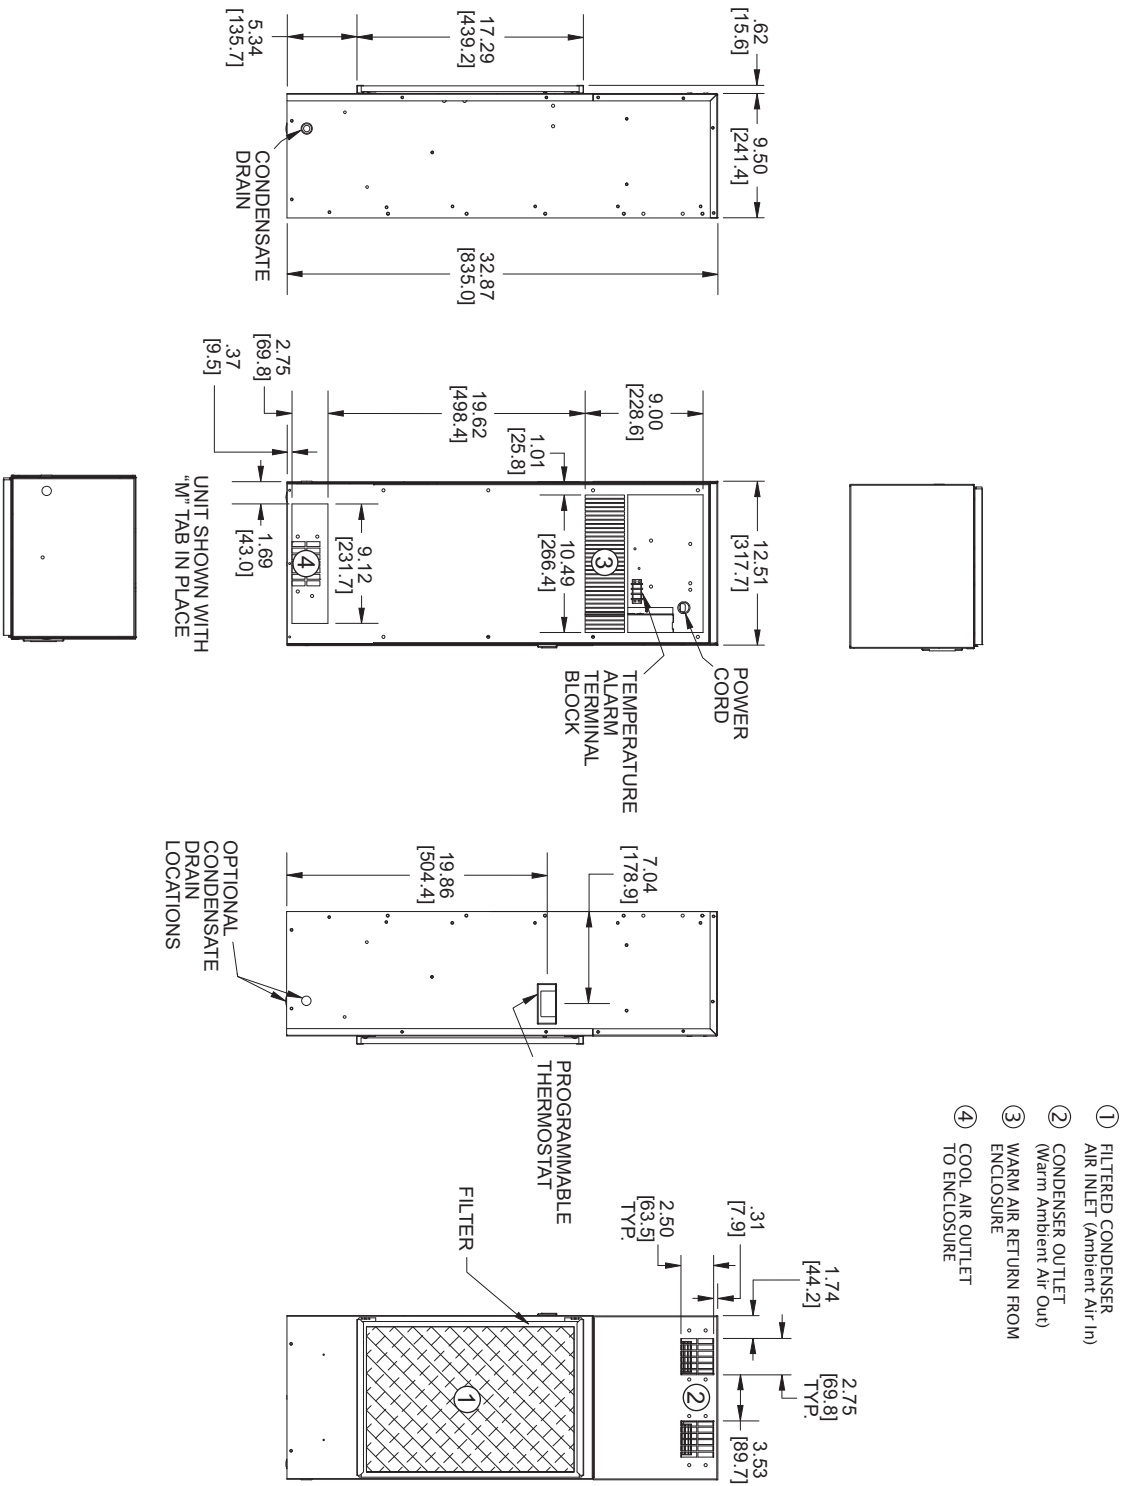 .62
[15.6]
9.50
[241.4]
17.29
[439.2]
5.34
[135.7]
32.87
[835.0]
CONDENSATE
DRAIN
12.51
[317.7]
9.00
[228.6]
1.01
[25.8]
10.49
[266.4]
19.62
[498.4]
2.75
[69.8]
.37
[9.5]
9.12
[231.7]
1.69
[43.0]
3
4
POWER
CORD
TEMPERATURE
ALARM
TERMINAL
BLOCK
UNIT SHOWN WITH
"M" TAB IN PLACE
7.04
[178.9]
19.86
[504.4]
PROGRAMMABLE
THERMOSTAT
OPTIONAL
CONDENSATE
DRAIN
LOCATIONS
1.74
[44.2]
2.75
[69.8]
TYP.
3.53
[89.7]
.31
[7.9]
2.50
[63.5]
TYP.
2
FILTER
1
1 FILTERED CONDENSER
AIR INLET (Ambient Air In)
2 CONDENSER OUTLET
(Warm Ambient Air Out)
3 WARM AIR RETURN FROM
ENCLOSURE
4 COOL AIR OUTLET
TO ENCLOSURE